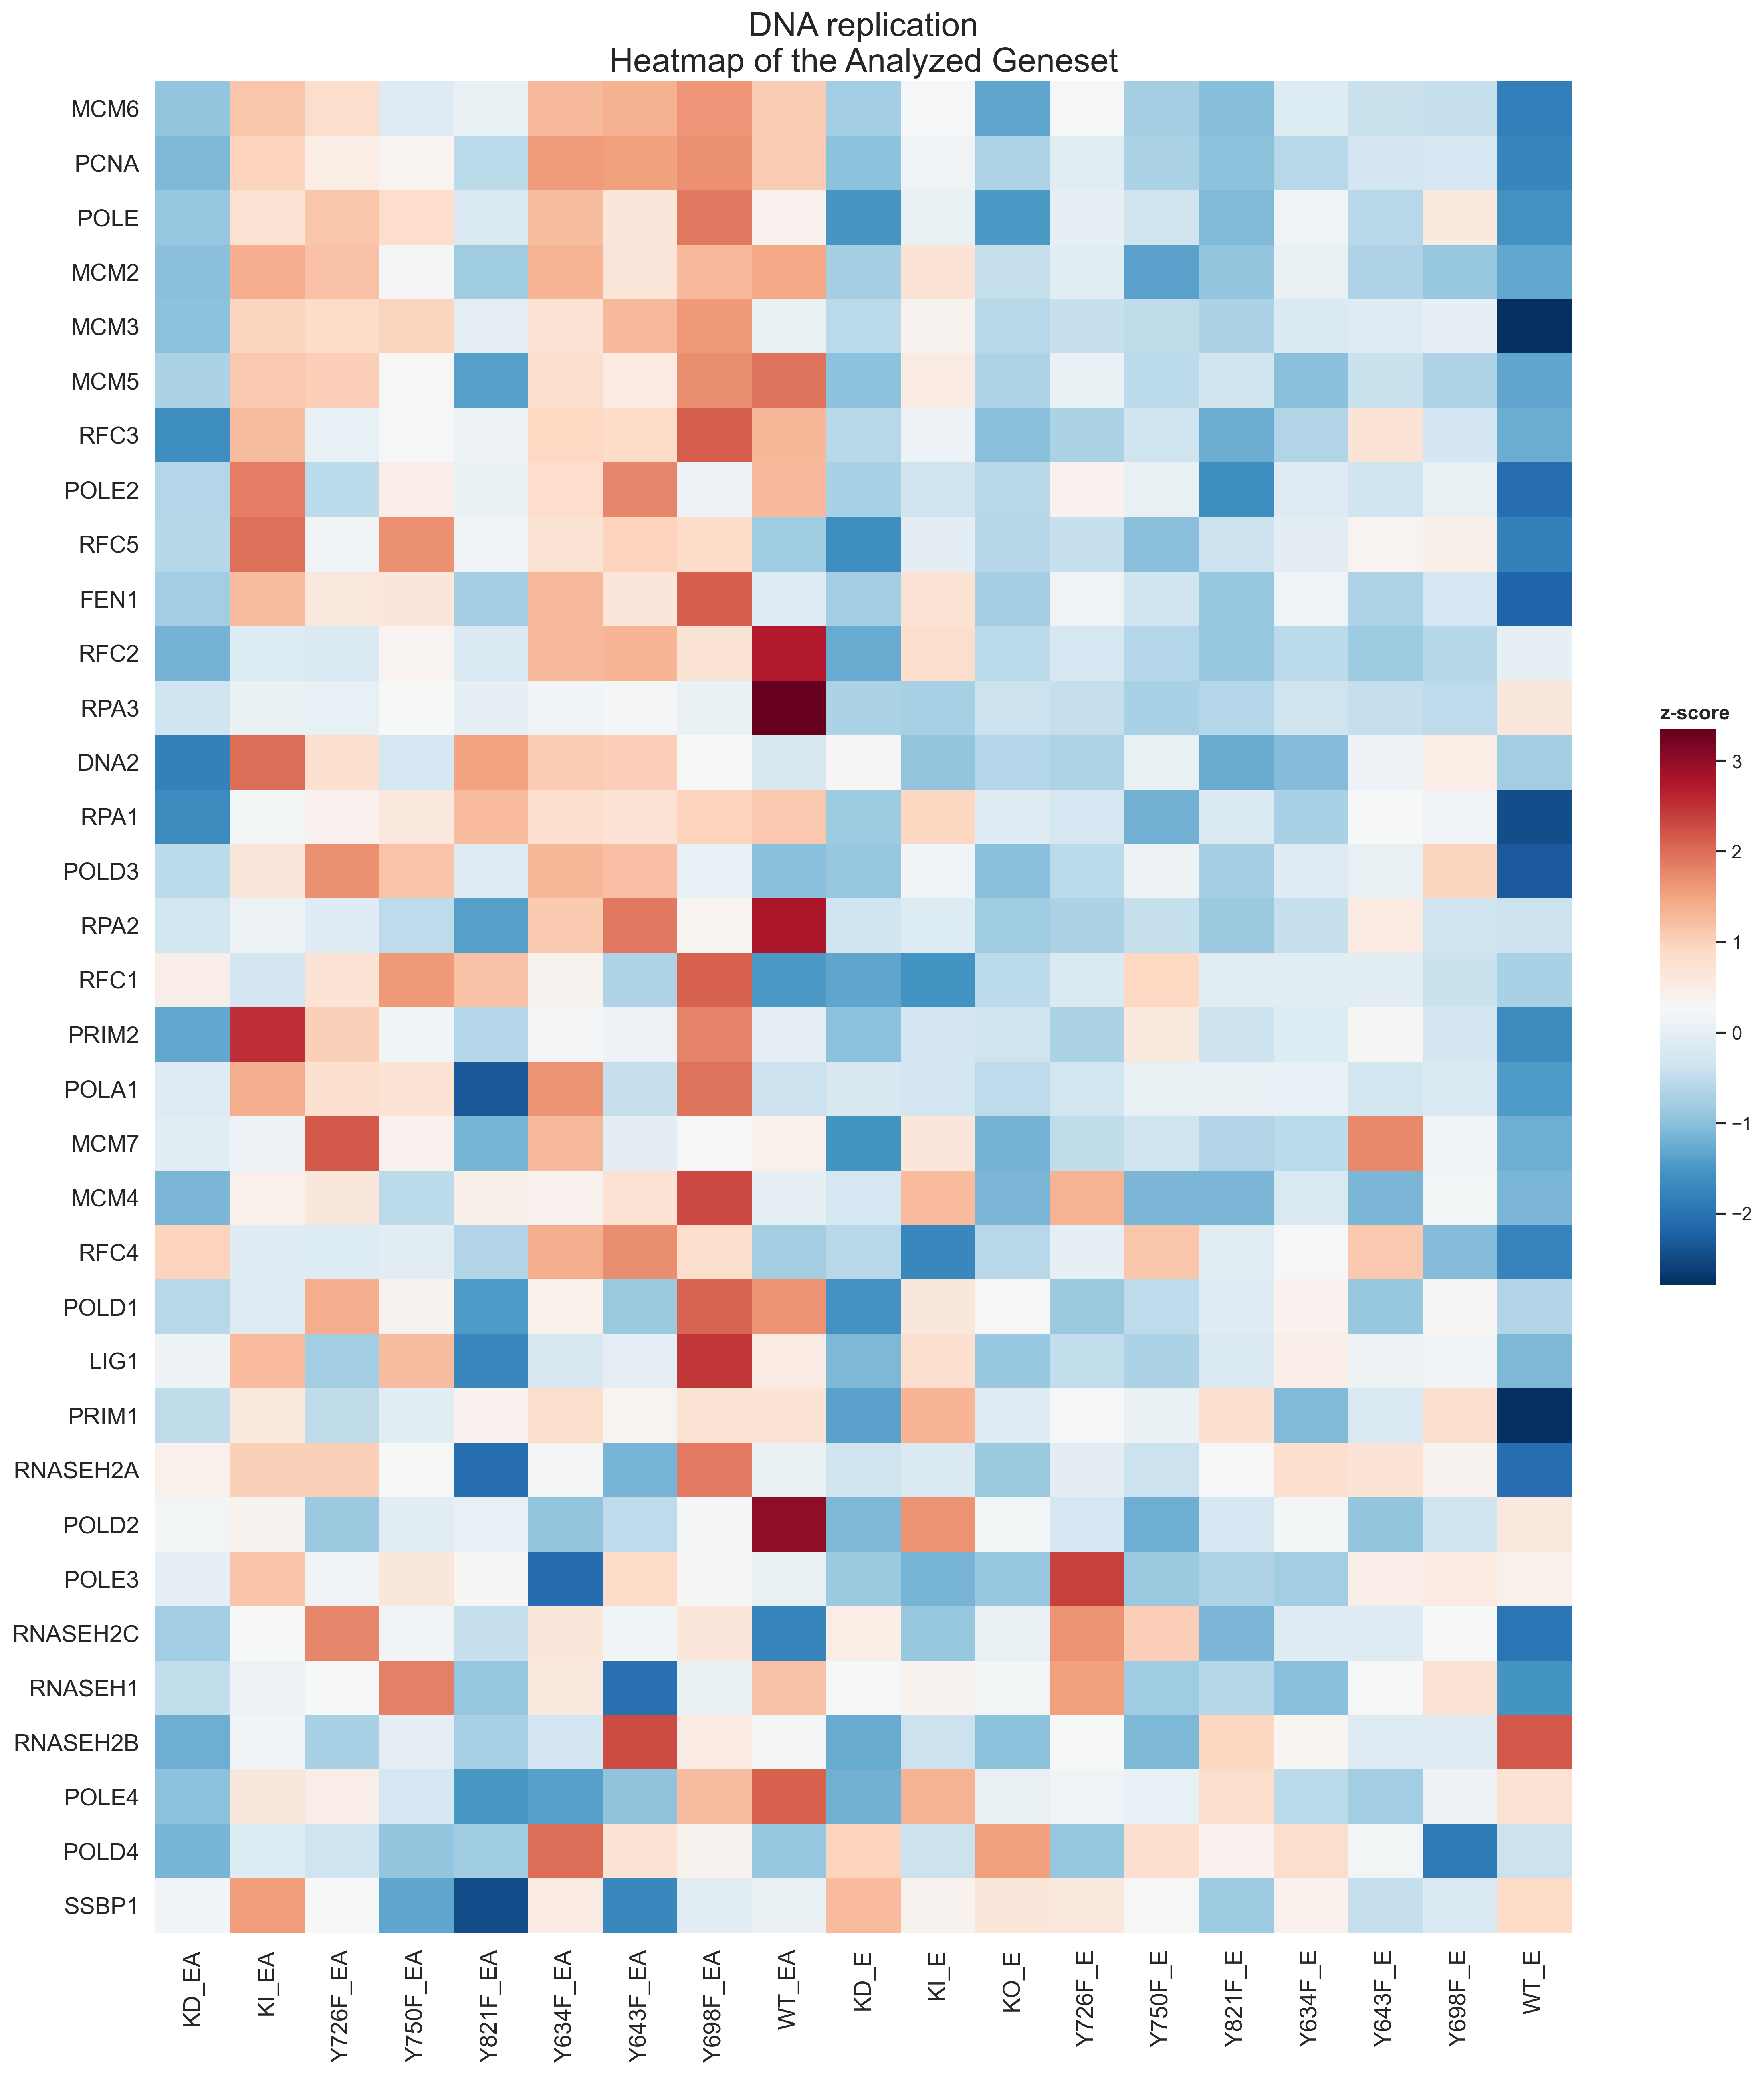 DNA replication
Heatmap of the Analyzed Geneset
MCM6
PCNA
POLE
MCM2
MCM3
MCM5
RFC3
POLE2
RFC5
FEN1
RFC2
RPA3
DNA2
RPA1
POLD3
RPA2
RFC1
PRIM2
POLA1
MCM7
MCM4
RFC4
POLD1
LIG1
PRIM1
RNASEH2A
POLD2
POLE3
RNASEH2C
RNASEH1
RNASEH2B
POLE4
POLD4
SSBP1
KD_EA
KI_EA
Y726F_EA
Y750F_EA
Y821F_EA
Y634F_EA
Y643F_EA
Y698F_EA
WT_EA
KD_E
KI_E
KO_E
Y726F_E
Y750F_E
Y821F_E
Y634F_E
Y643F_E
Y698F_E
WT_E
z-score
3
2
1
0
−1
−2